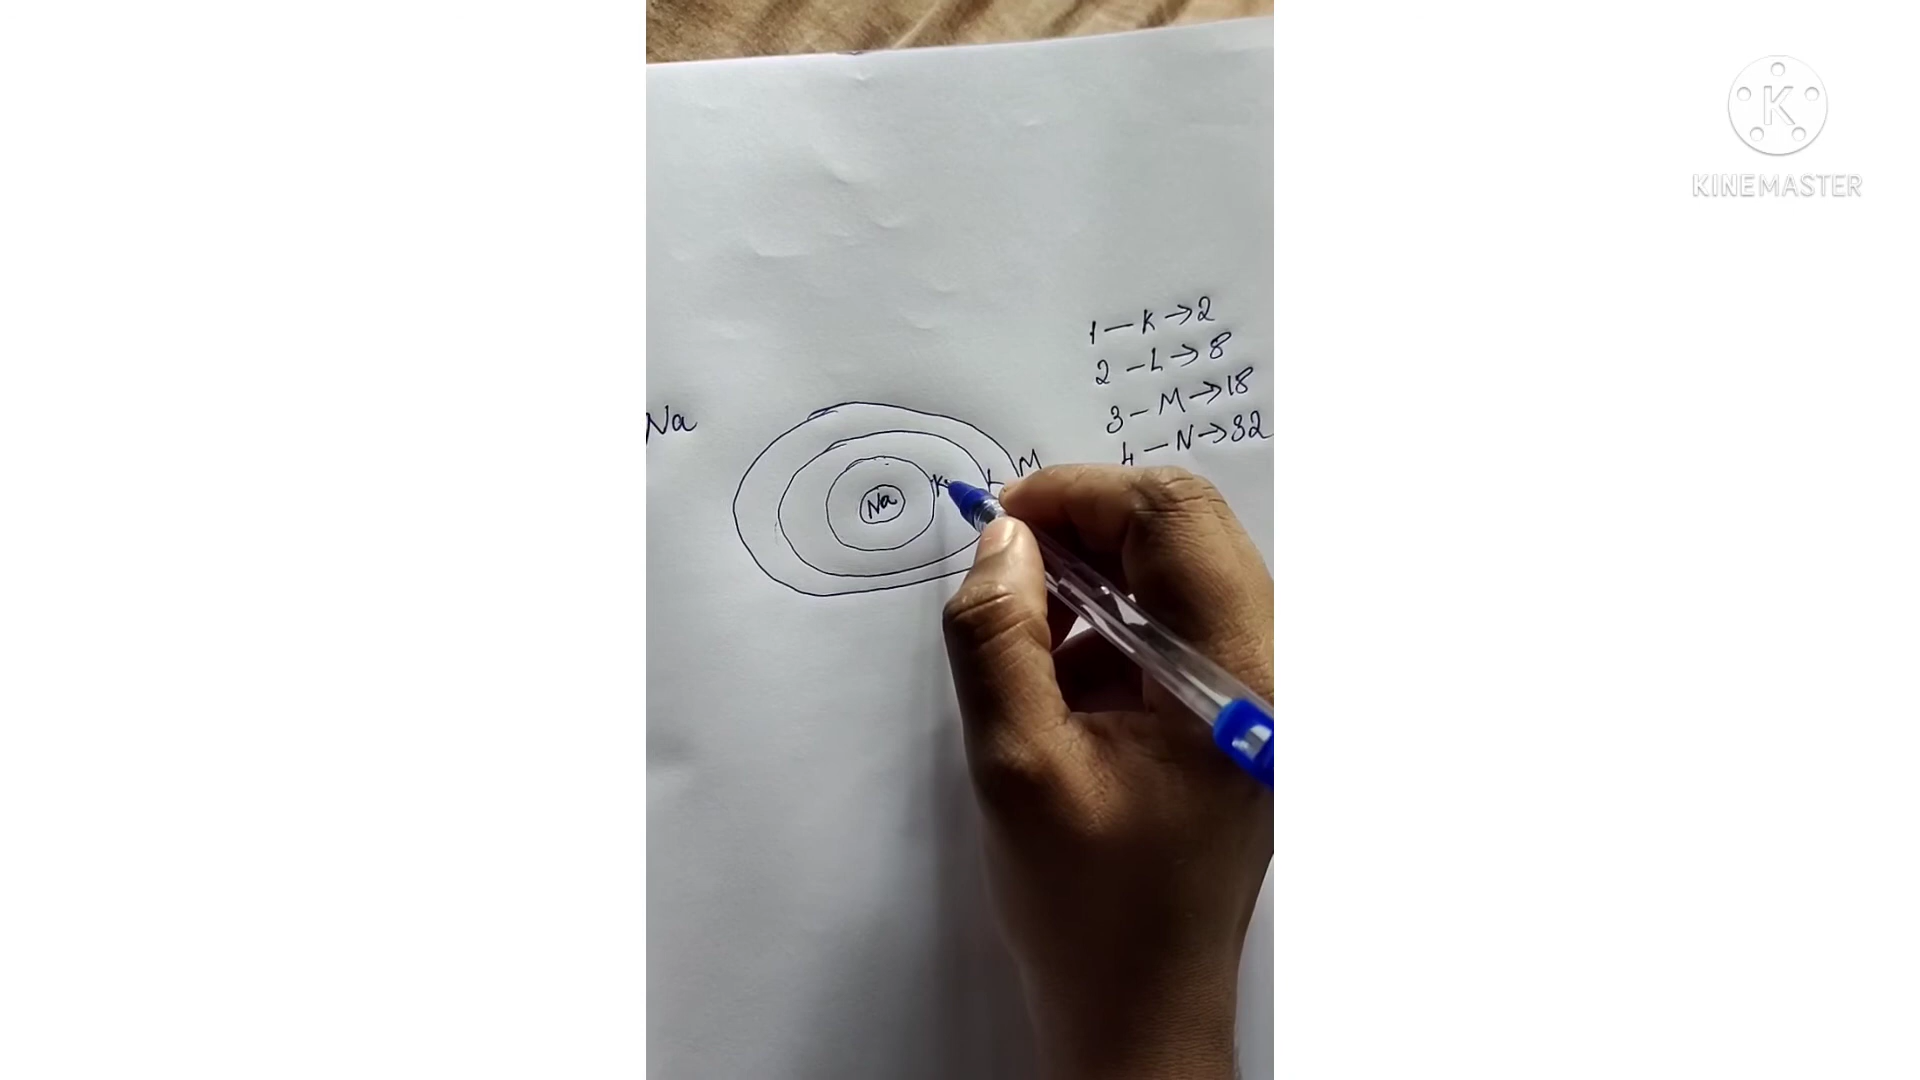 K
KINEMASTER
1 — K → 2
2 — L → 8
3 — M → 18
4 — N → 32
Na
Na
K
L
M